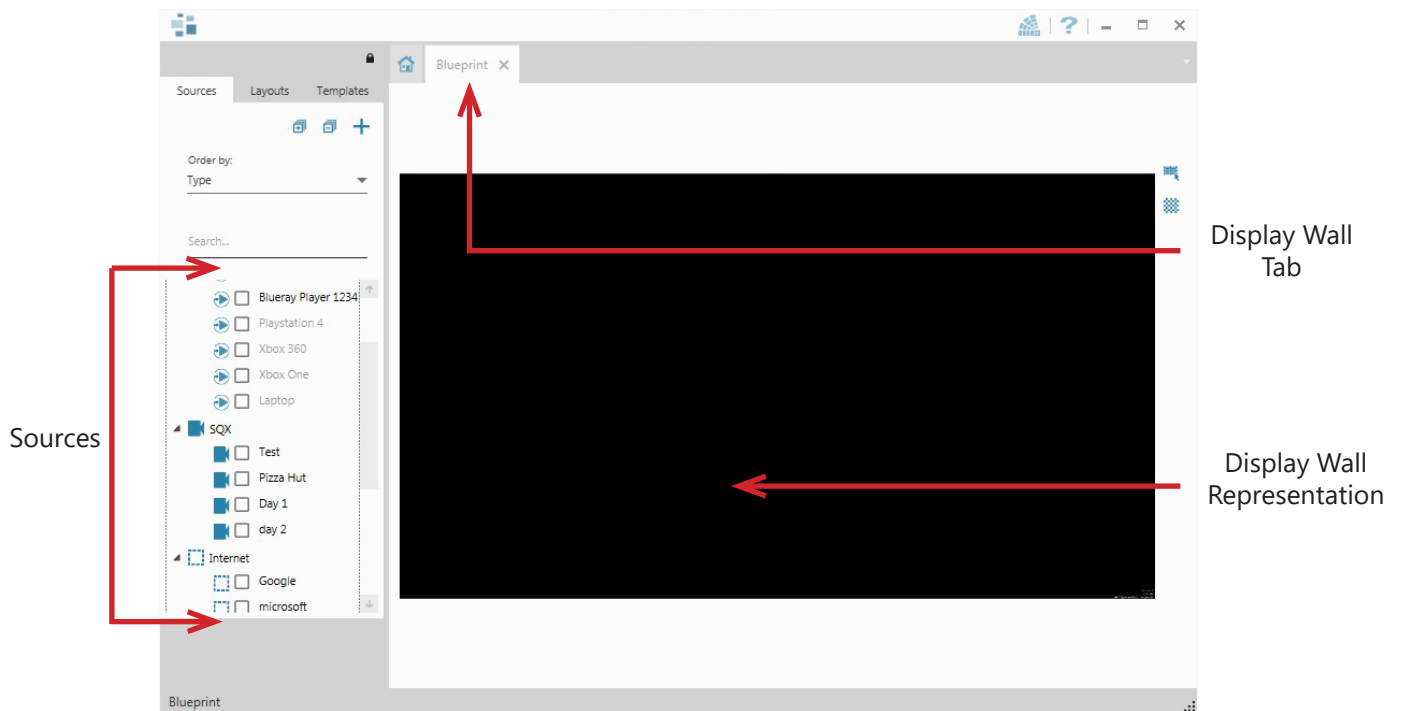 ?
Blueprint
Sources Layouts Templates
Order by:
Type
Search...
Blueray Player 1234
Playstation 4
Xbox 360
Xbox One
Laptop
SQX
Test
Pizza Hut
Day 1
day 2
Internet
Google
microsoft
Blueprint
Sources
Display Wall
Tab
Display Wall
Representation